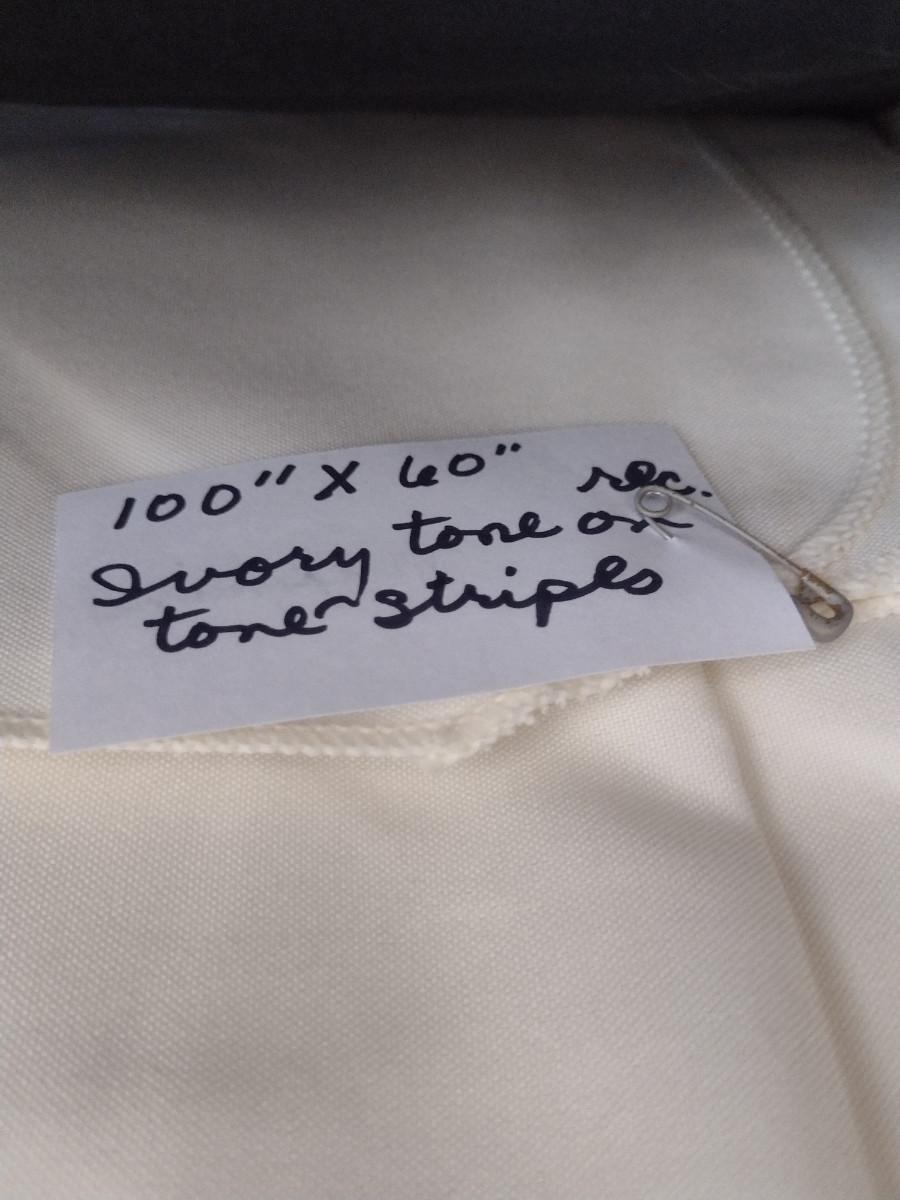 100" X 60" rec.
Ivory tone on
tone stripes